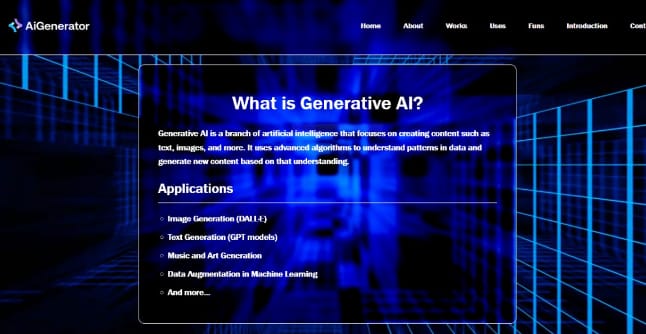 AiGenerator
Home About Works Uses Funs Introduction Cont
What is Generative AI?
Generative AI is a branch of artificial intelligence that focuses on creating content such as
text, images, and more. It uses advanced algorithms to understand patterns in data and
generate new content based on that understanding.
Applications
Image Generation (DALL·E)
Text Generation (GPT models)
Music and Art Generation
Data Augmentation in Machine Learning
And more...